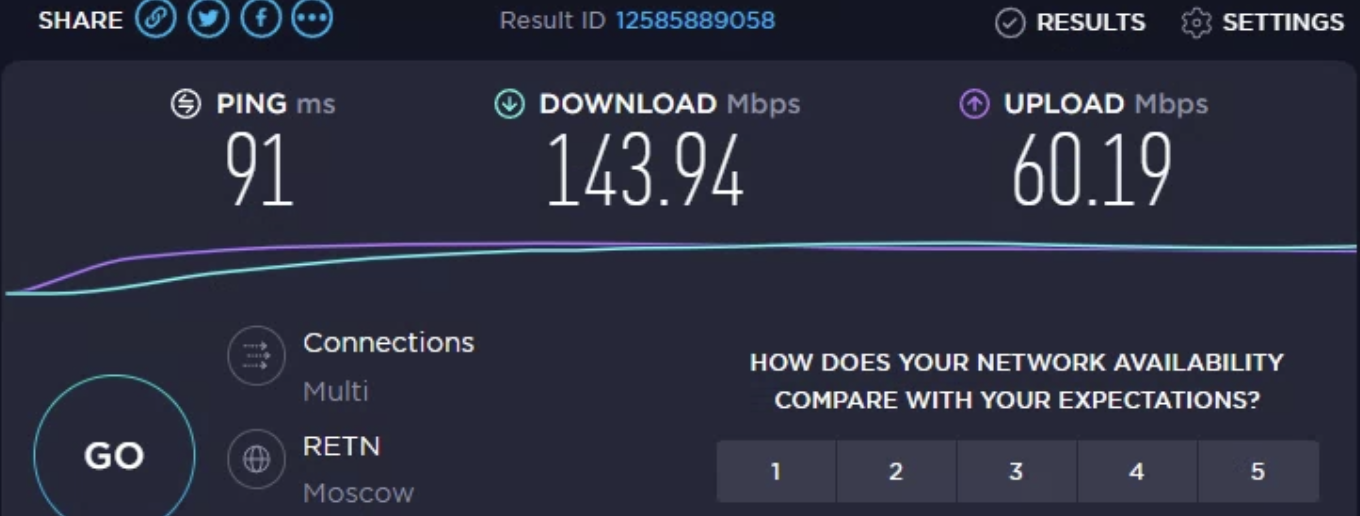 SHARE Result ID 12585889058 RESULTS SETTINGS
PING ms DOWNLOAD Mbps UPLOAD Mbps
91 143.94 60.19
Connections
Multi
HOW DOES YOUR NETWORK AVAILABILITY
COMPARE WITH YOUR EXPECTATIONS?
GO
RETN
Moscow
1 2 3 4 5